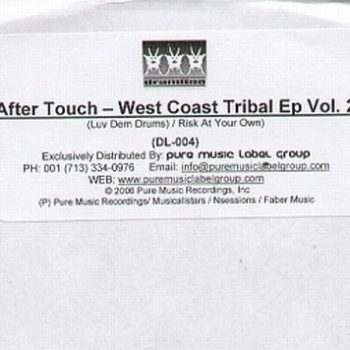 drumline
After Touch – West Coast Tribal Ep Vol. 2
(Luv Dem Drums) / Risk At Your Own)
(DL-004)
Exclusively Distributed By: pure music label group
PH: 001 (713) 334-0976 Email: info@puremusiclabelgroup.com
WEB: www.puremusiclabelgroup.com
© 2006 Pure Music Recordings, Inc
(P) Pure Music Recordings/ Musicalistars / Nsessions / Faber Music